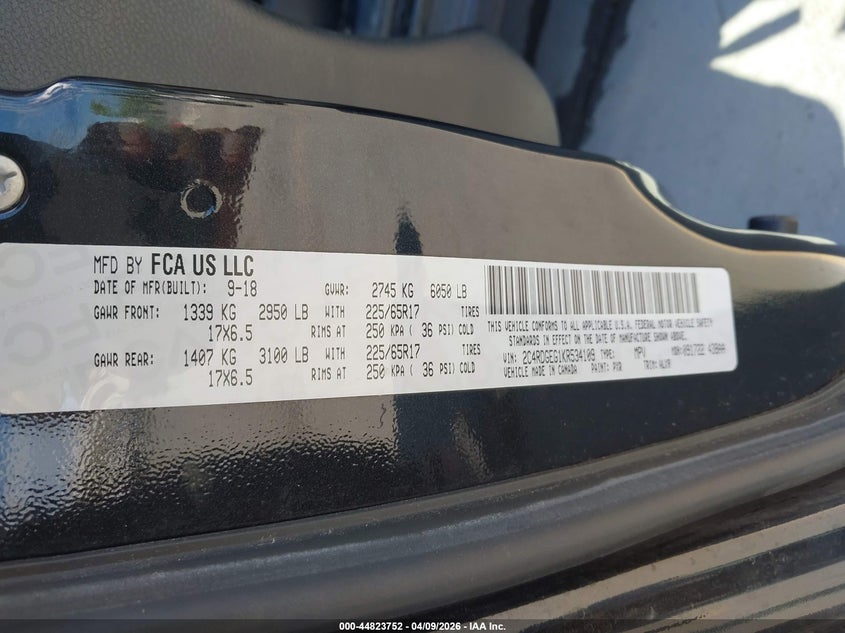 MFD BY FCA US LLC
DATE OF MFR(BUILT): 9-18 GVWR: 2745 KG 6050 LB
GAWR FRONT: 1339 KG 2950 LB WITH 225/65R17 TIRES
17X6.5 RIMS AT 250 KPA ( 36 PSI) COLD
GAWR REAR: 1407 KG 3100 LB WITH 225/65R17 TIRES
17X6.5 RIMS AT 250 KPA ( 36 PSI) COLD
THIS VEHICLE CONFORMS TO ALL APPLICABLE U.S.A. FEDERAL MOTOR VEHICLE SAFETY
STANDARDS IN EFFECT ON THE DATE OF MANUFACTURE SHOWN ABOVE.
VIN: 2C4RDGEG1KR534109 TYPE: MPV
VEHICLE MADE IN CANADA PAINT: PXR TRIM: HLXR
000-44823752 - 04/09/2026 - IAA Inc.